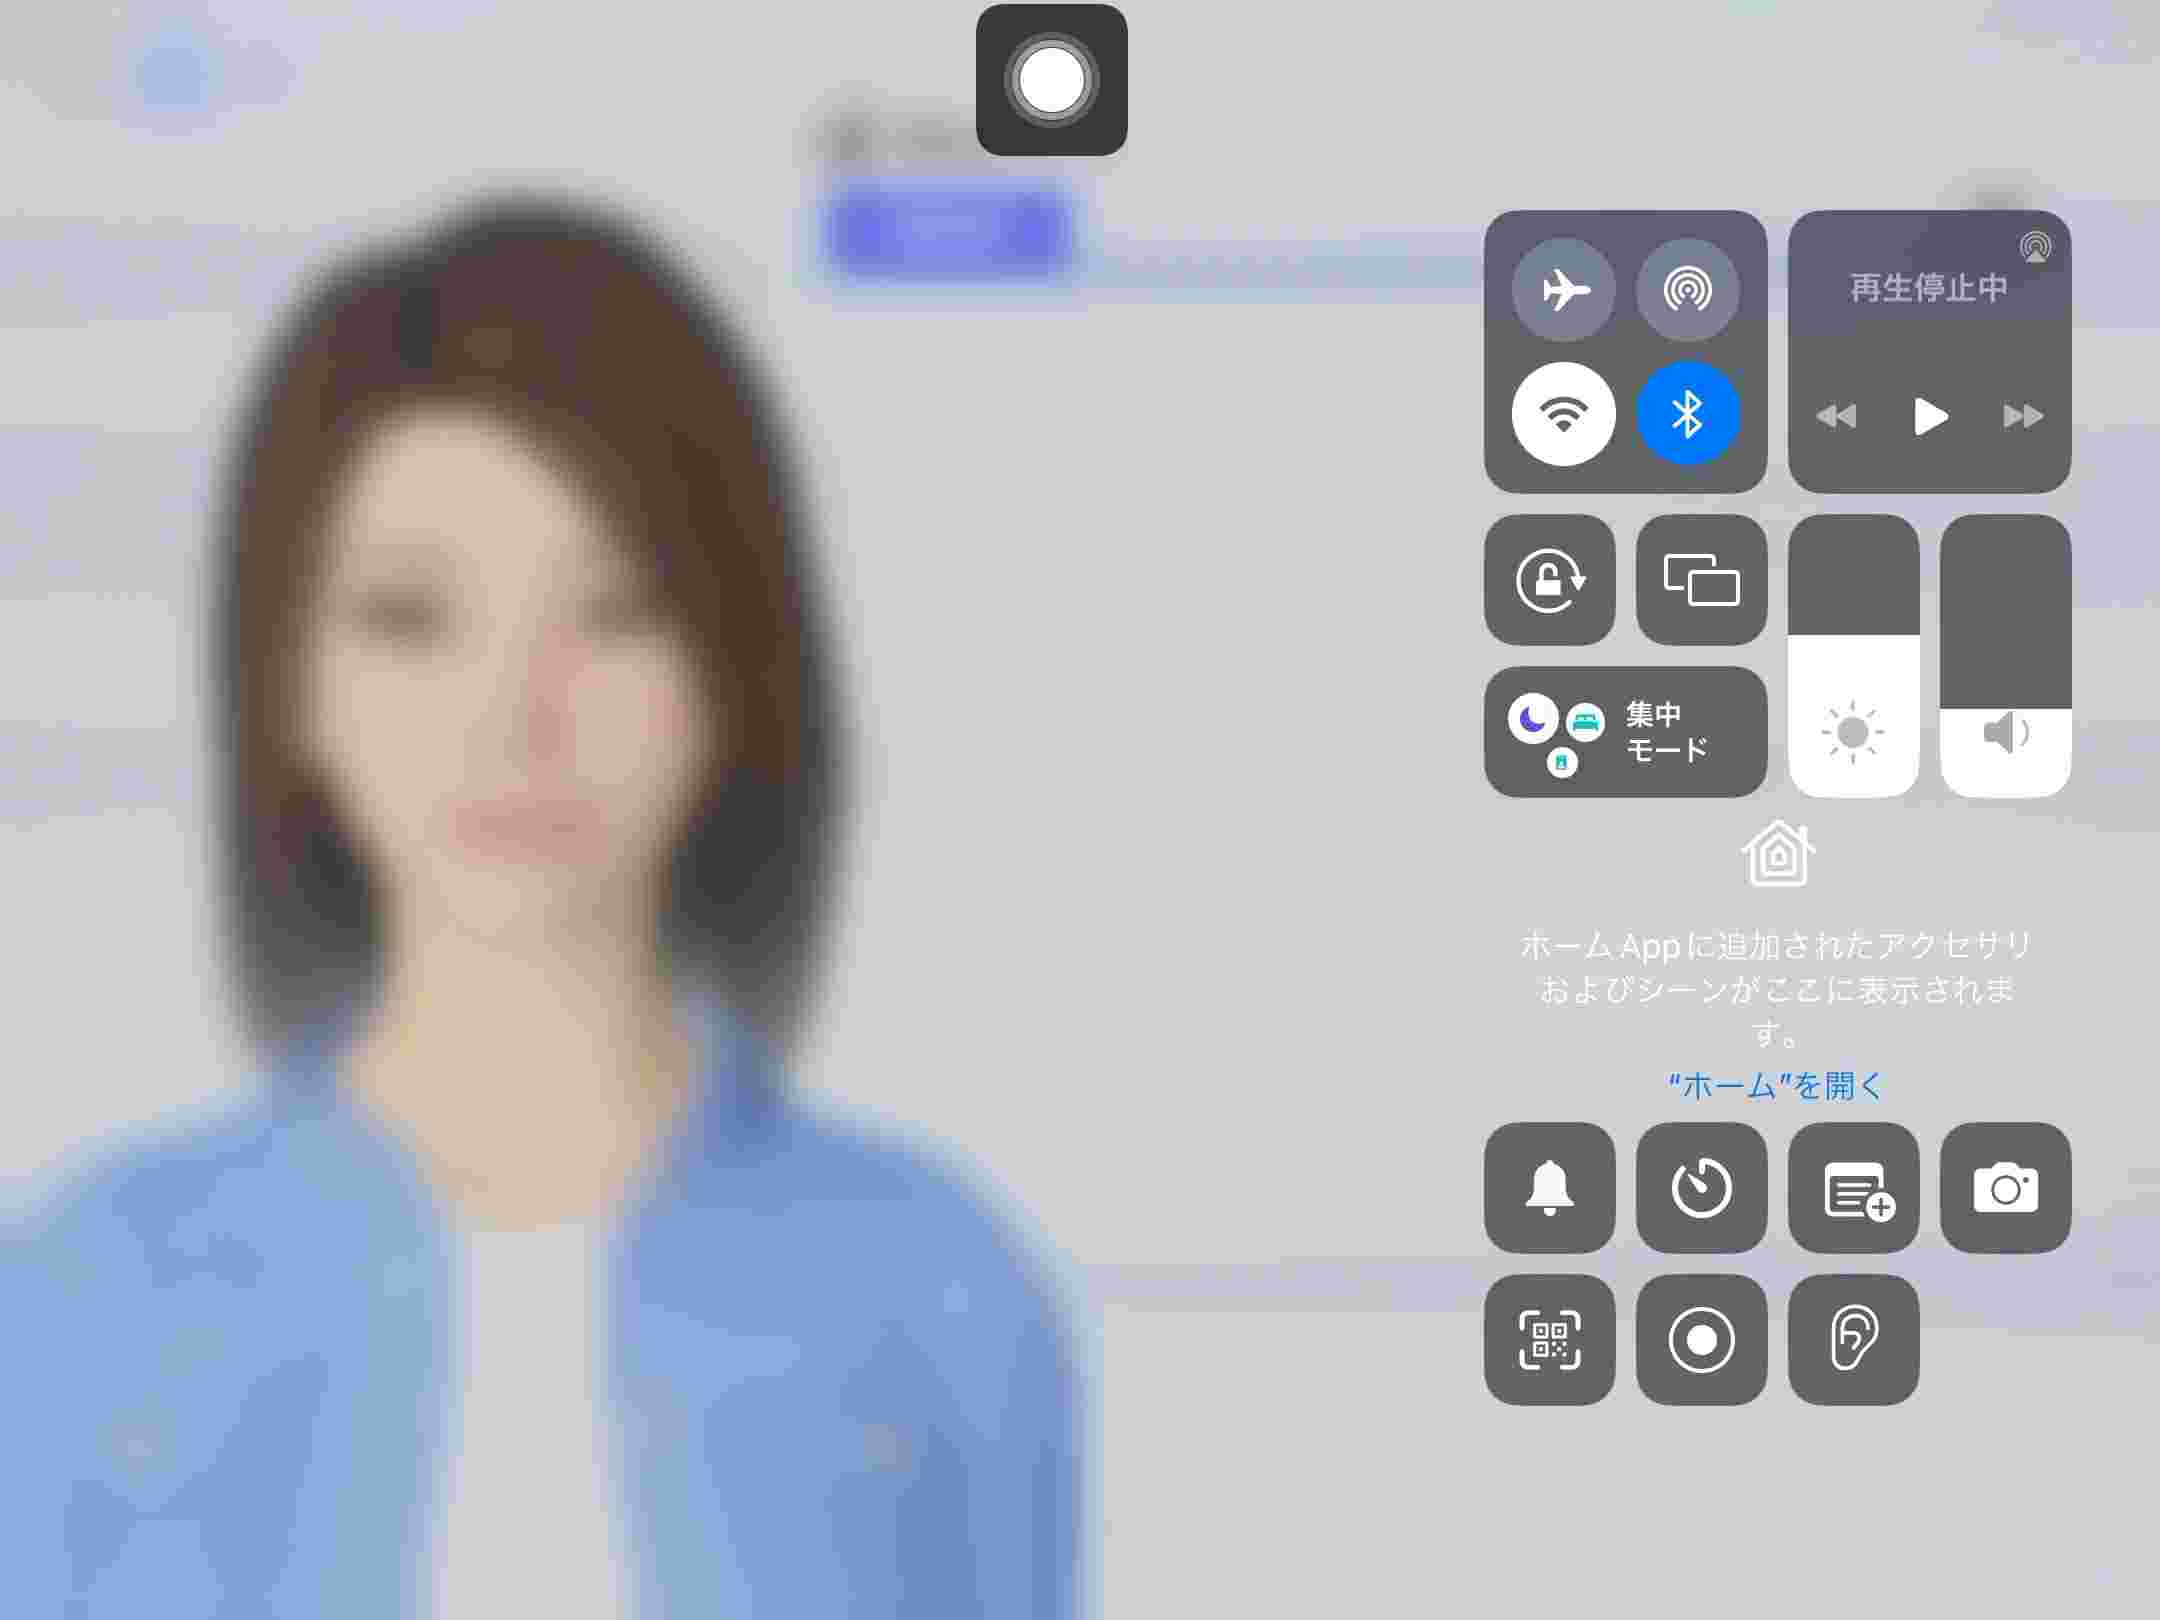 再生停止中
集中
モード
ホームAppに追加されたアクセサリ
およびシーンがここに表示されま
す。
“ホーム”を開く